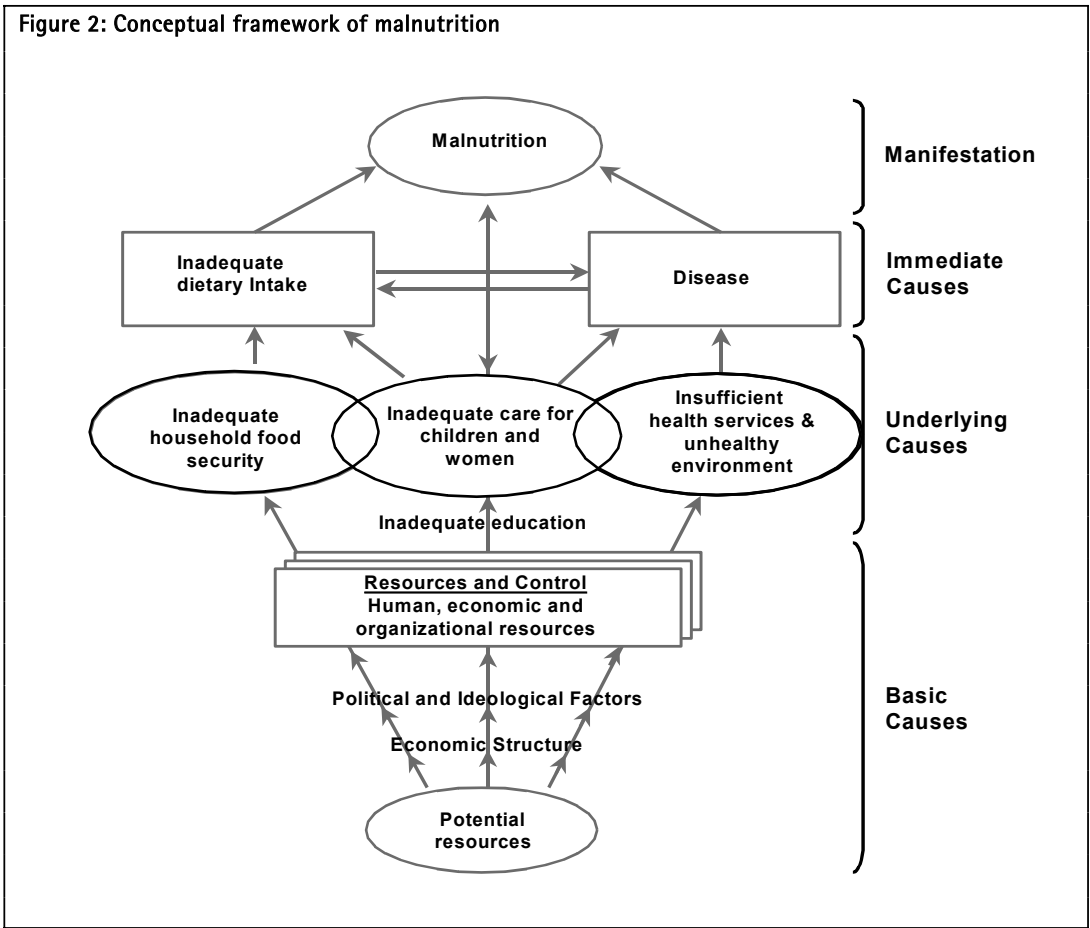 Figure 2: Conceptual framework of malnutrition
Malnutrition
Manifestation
Inadequate
dietary Intake
Disease
Immediate
Causes
Inadequate
household food
security
Inadequate care for
children and
women
Insufficient
health services &
unhealthy
environment
Underlying
Causes
Inadequate education
Resources and Control
Human, economic and
organizational resources
Political and Ideological Factors
Economic Structure
Basic
Causes
Potential
resources